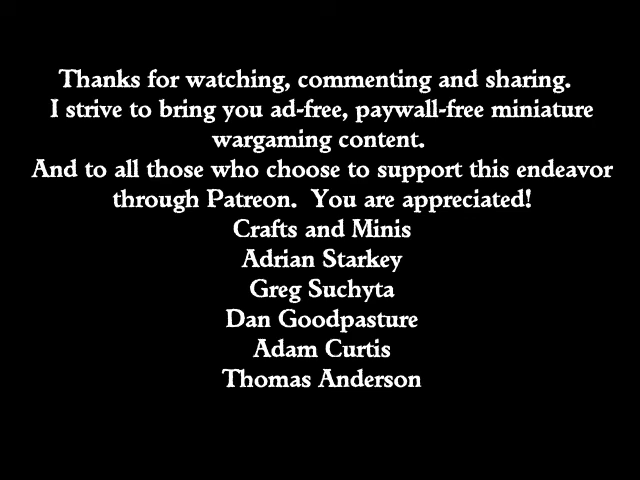 Thanks for watching, commenting and sharing.
I strive to bring you ad-free, paywall-free miniature
wargaming content.
And to all those who choose to support this endeavor
through Patreon.  You are appreciated!
Crafts and Minis
Adrian Starkey
Greg Suchyta
Dan Goodpasture
Adam Curtis
Thomas Anderson